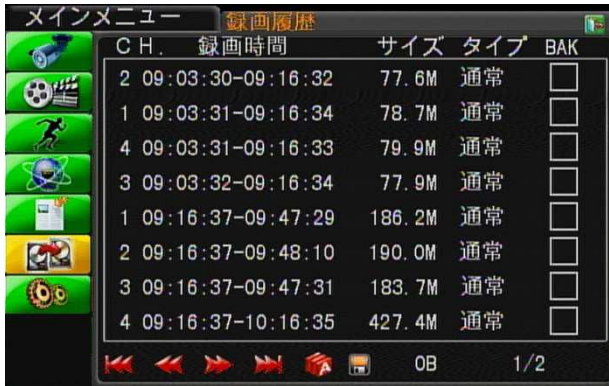 メインメニュー 録画履歴
CH. 録画時間 サイズ タイプ BAK
2 09:03:30-09:16:32 77.6M 通常
1 09:03:31-09:16:34 78.7M 通常
4 09:03:31-09:16:33 79.9M 通常
3 09:03:32-09:16:34 77.9M 通常
1 09:16:37-09:47:29 186.2M 通常
2 09:16:37-09:48:10 190.0M 通常
3 09:16:37-09:47:31 183.7M 通常
4 09:16:37-10:16:35 427.4M 通常
A 0B 1/2